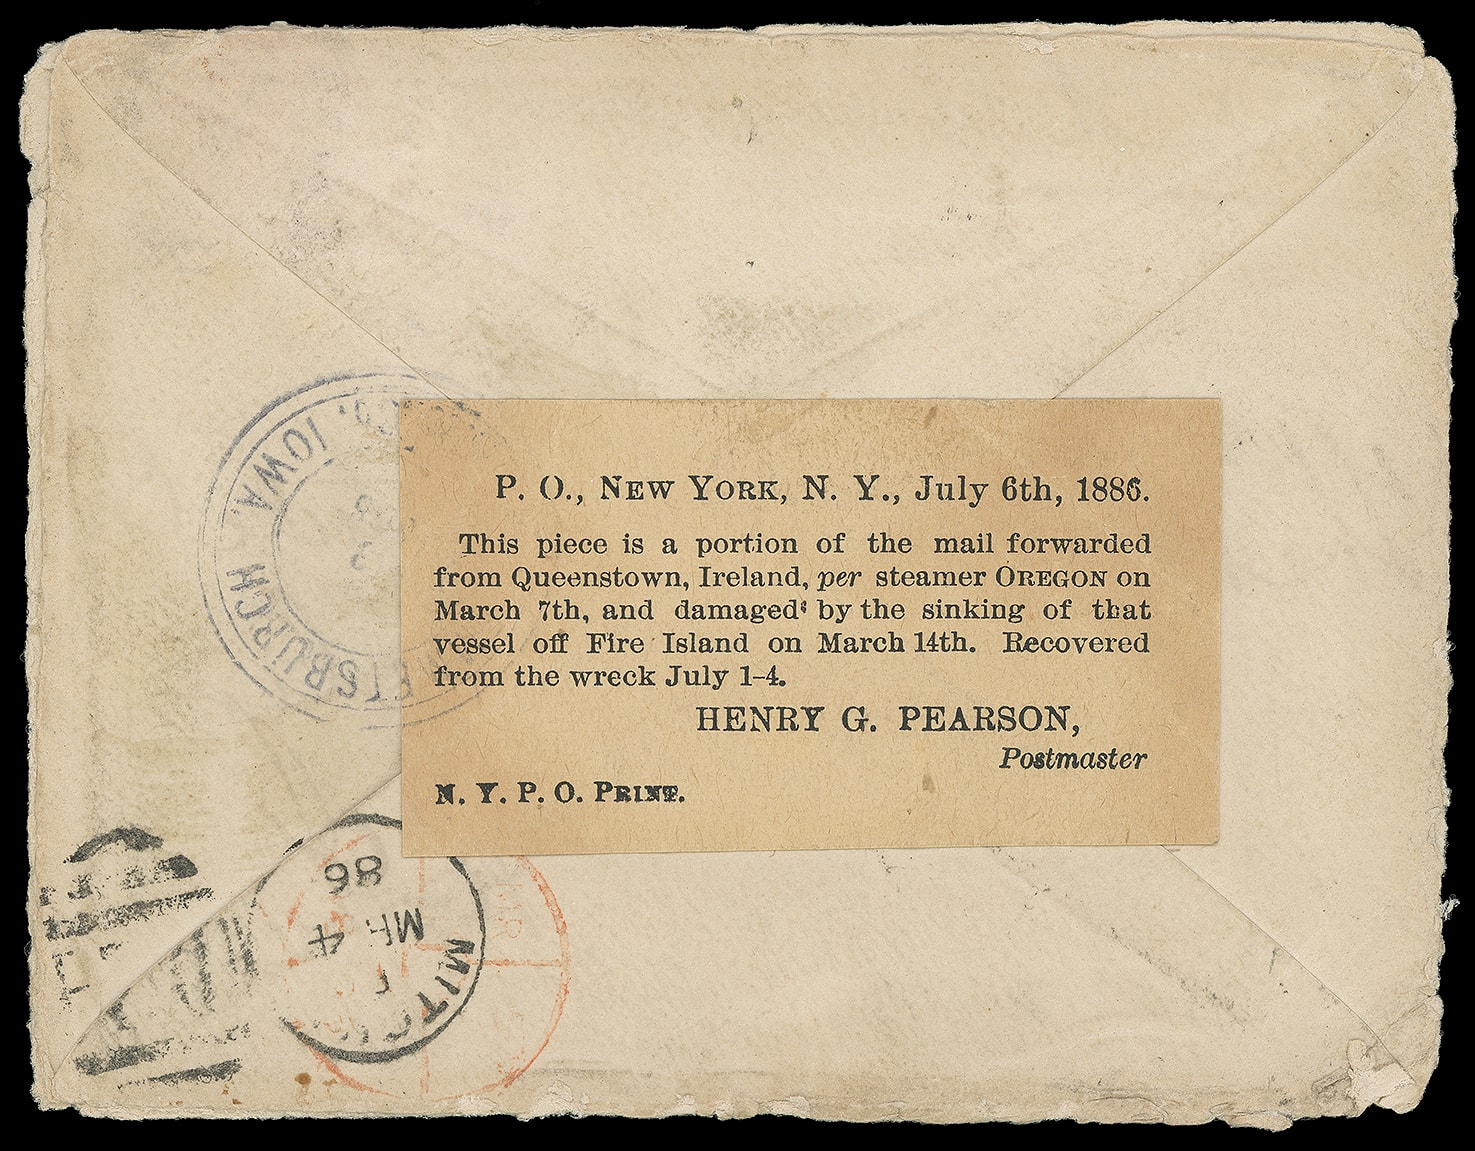 P. O., NEW YORK, N. Y., July 6th, 1886.
This piece is a portion of the mail forwarded
from Queenstown, Ireland, per steamer OREGON on
March 7th, and damaged by the sinking of that
vessel off Fire Island on March 14th. Recovered
from the wreck July 1-4.
HENRY G. PEARSON,
Postmaster
N. Y. P. O. PRINT.
IOWA.
86